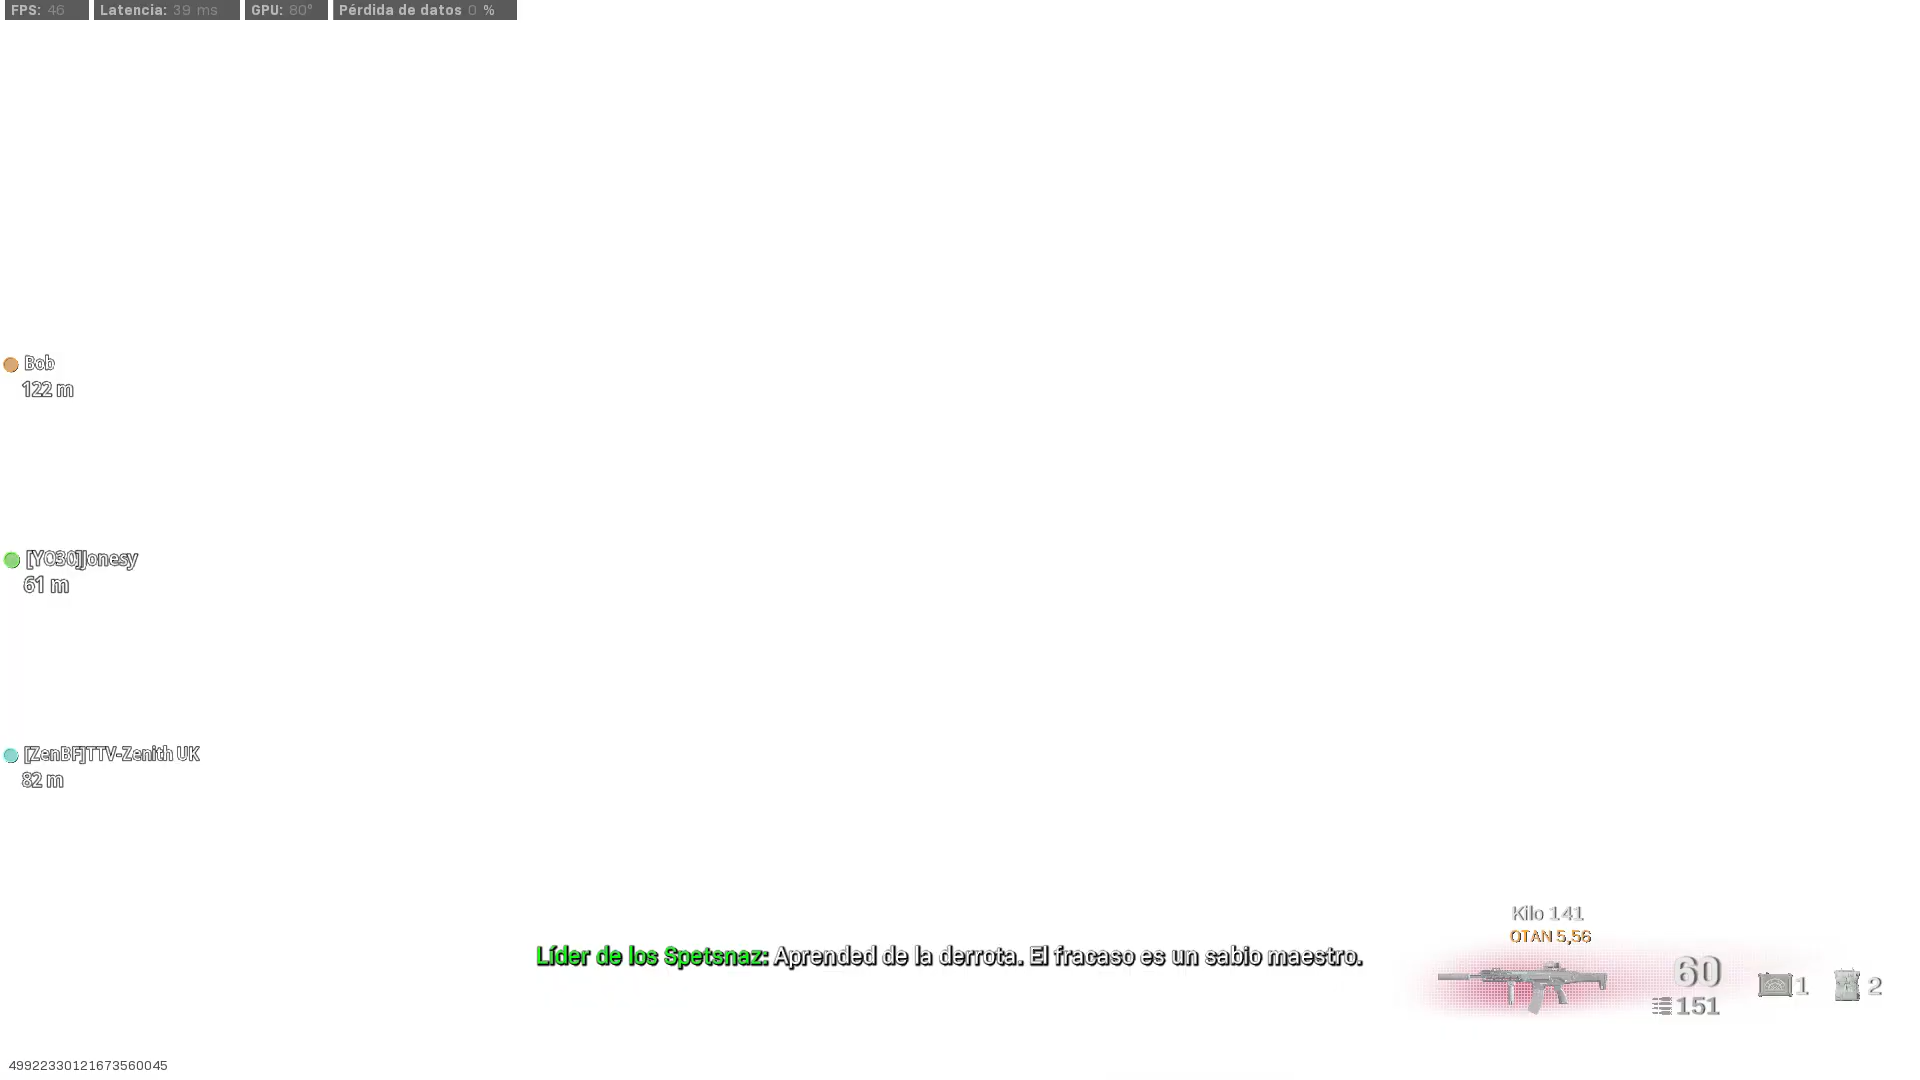 FPS: 46 Latencia: 39 ms GPU: 80° Pérdida de datos 0 %
Bob
122 m
[YO30]Jonesy
61 m
[ZenBF]TTV-Zenith UK
82 m
Kilo 141
OTAN 5,56
Líder de los Spetsnaz: Aprended de la derrota. El fracaso es un sabio maestro.
60
151
1
2
49922330121673560045